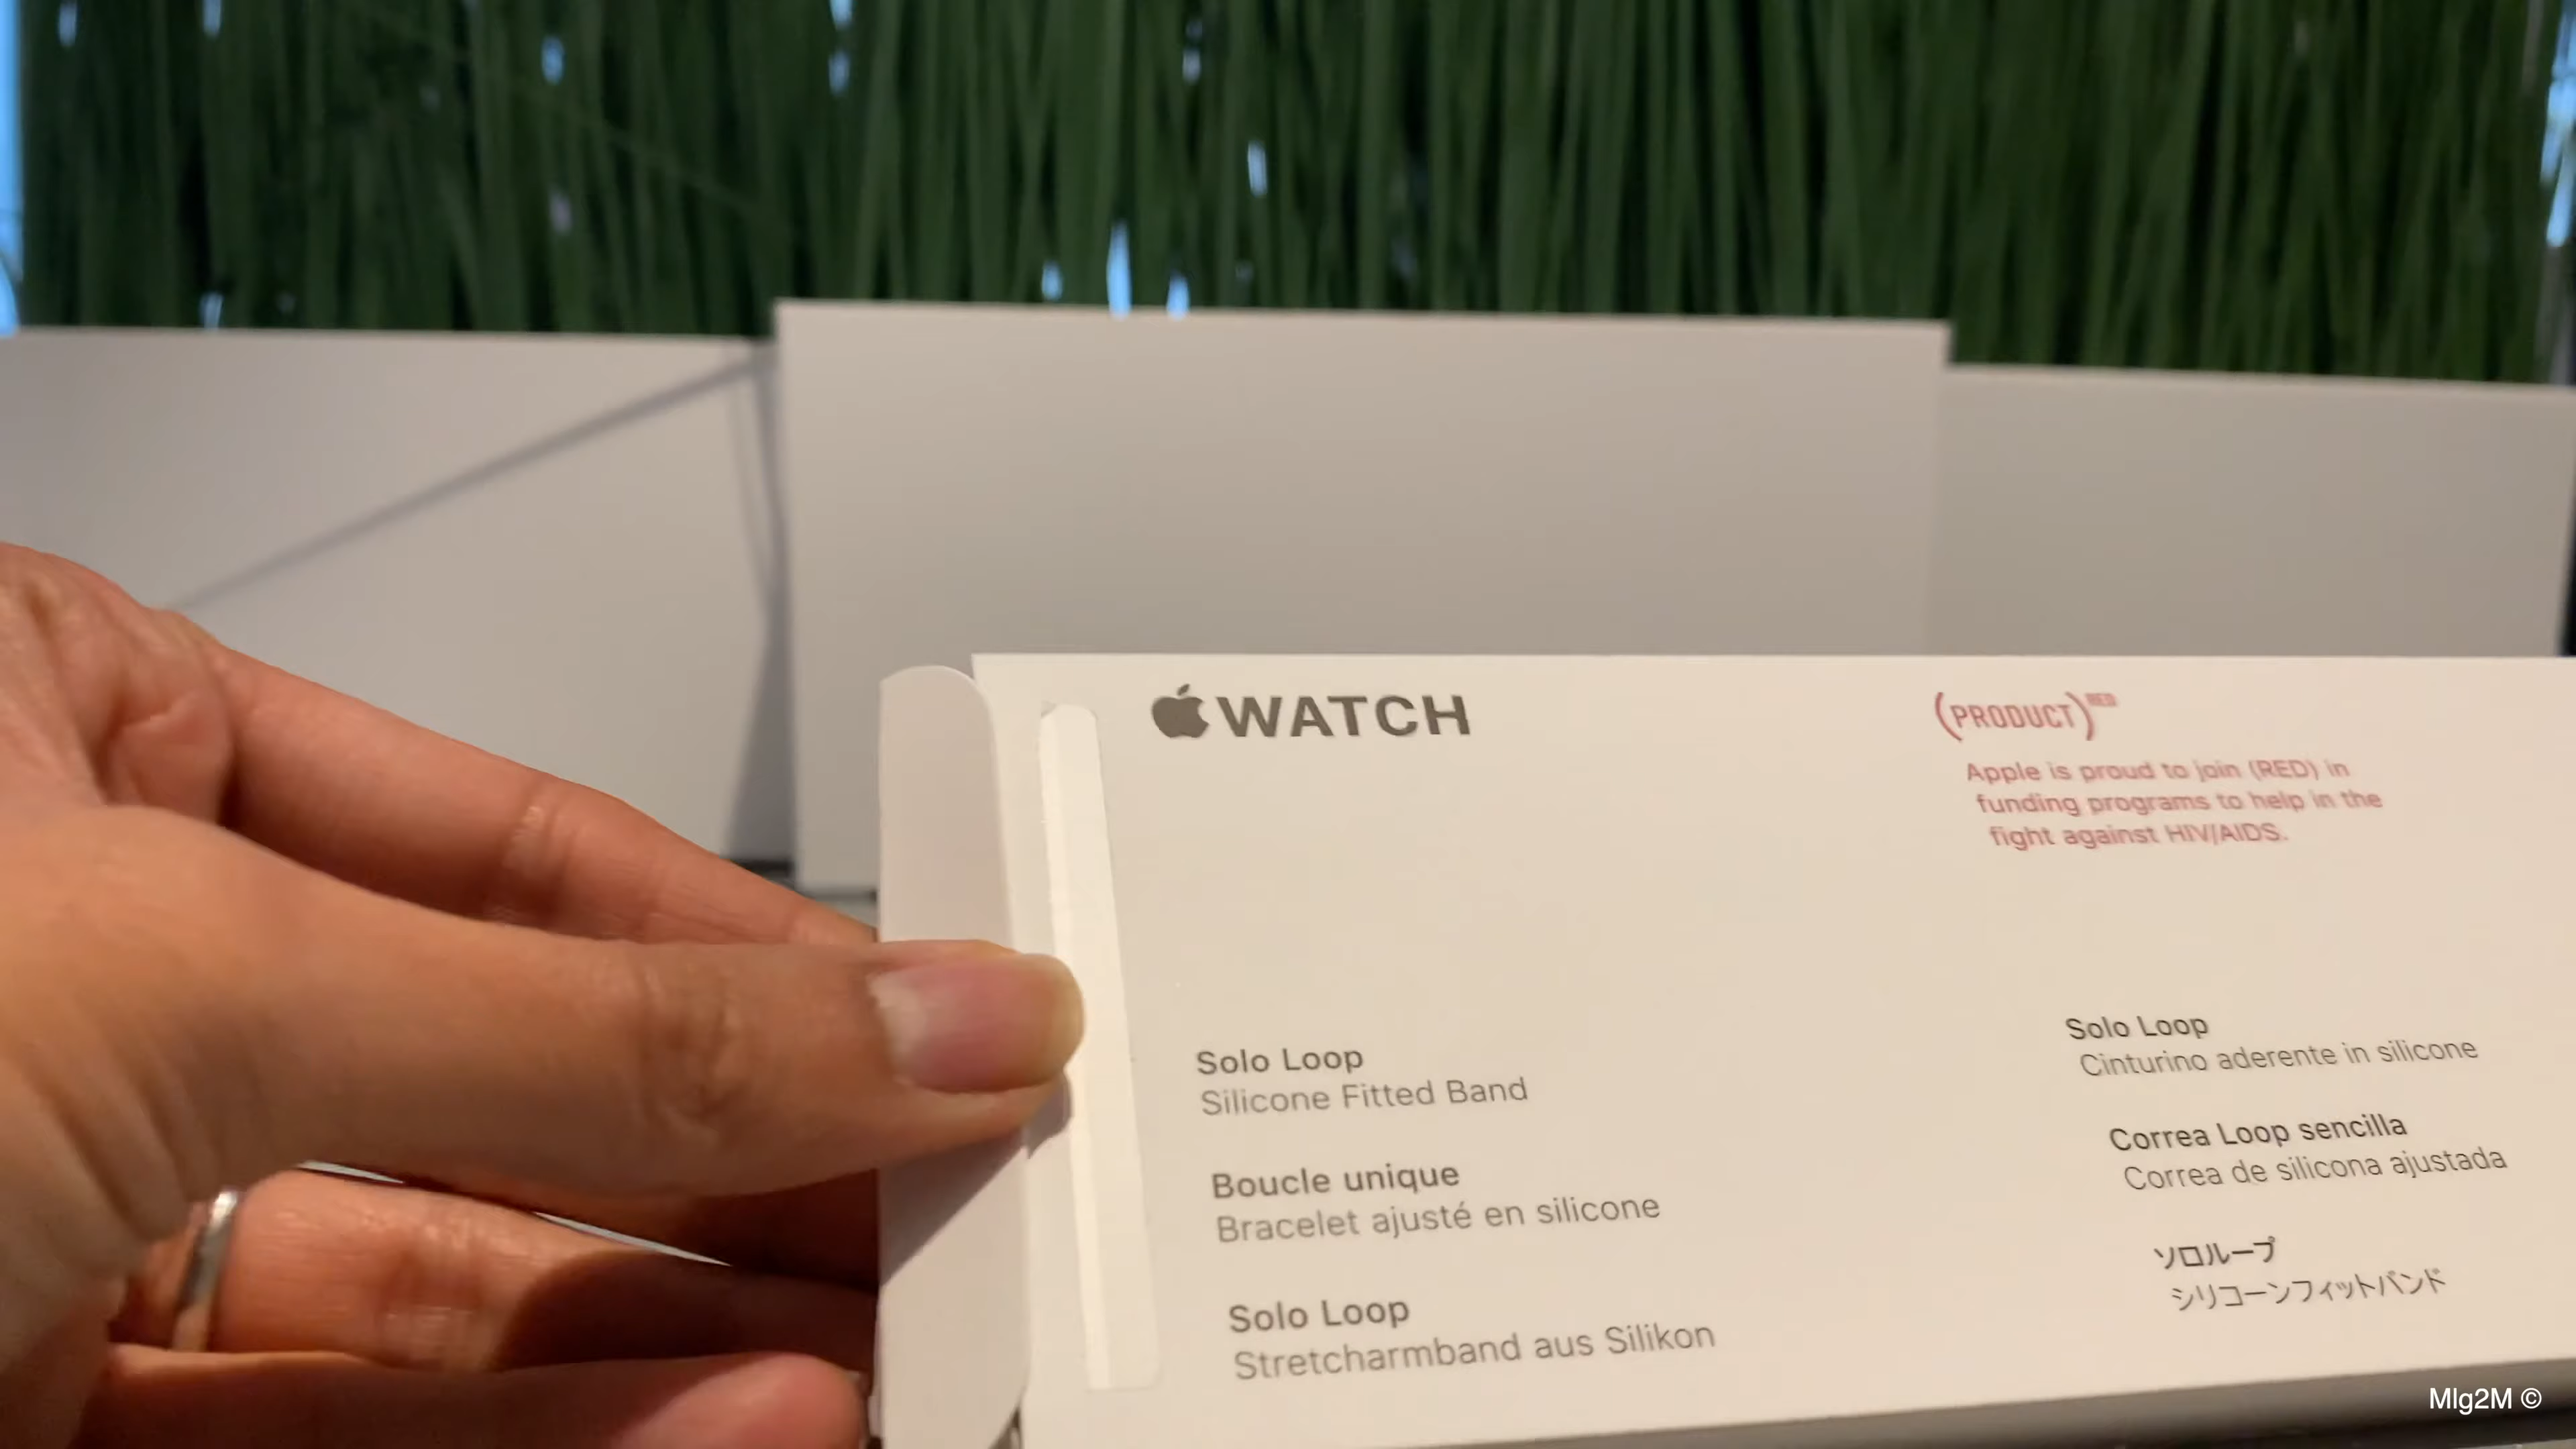 WATCH
(PRODUCT)RED
Apple is proud to join (RED) in
funding programs to help in the
fight against HIV/AIDS.
Solo Loop
Silicone Fitted Band
Boucle unique
Bracelet ajusté en silicone
Solo Loop
Stretcharmband aus Silikon
Solo Loop
Cinturino aderente in silicone
Correa Loop sencilla
Correa de silicona ajustada
ソロループ
シリコーンフィットバンド
Mlg2M ©